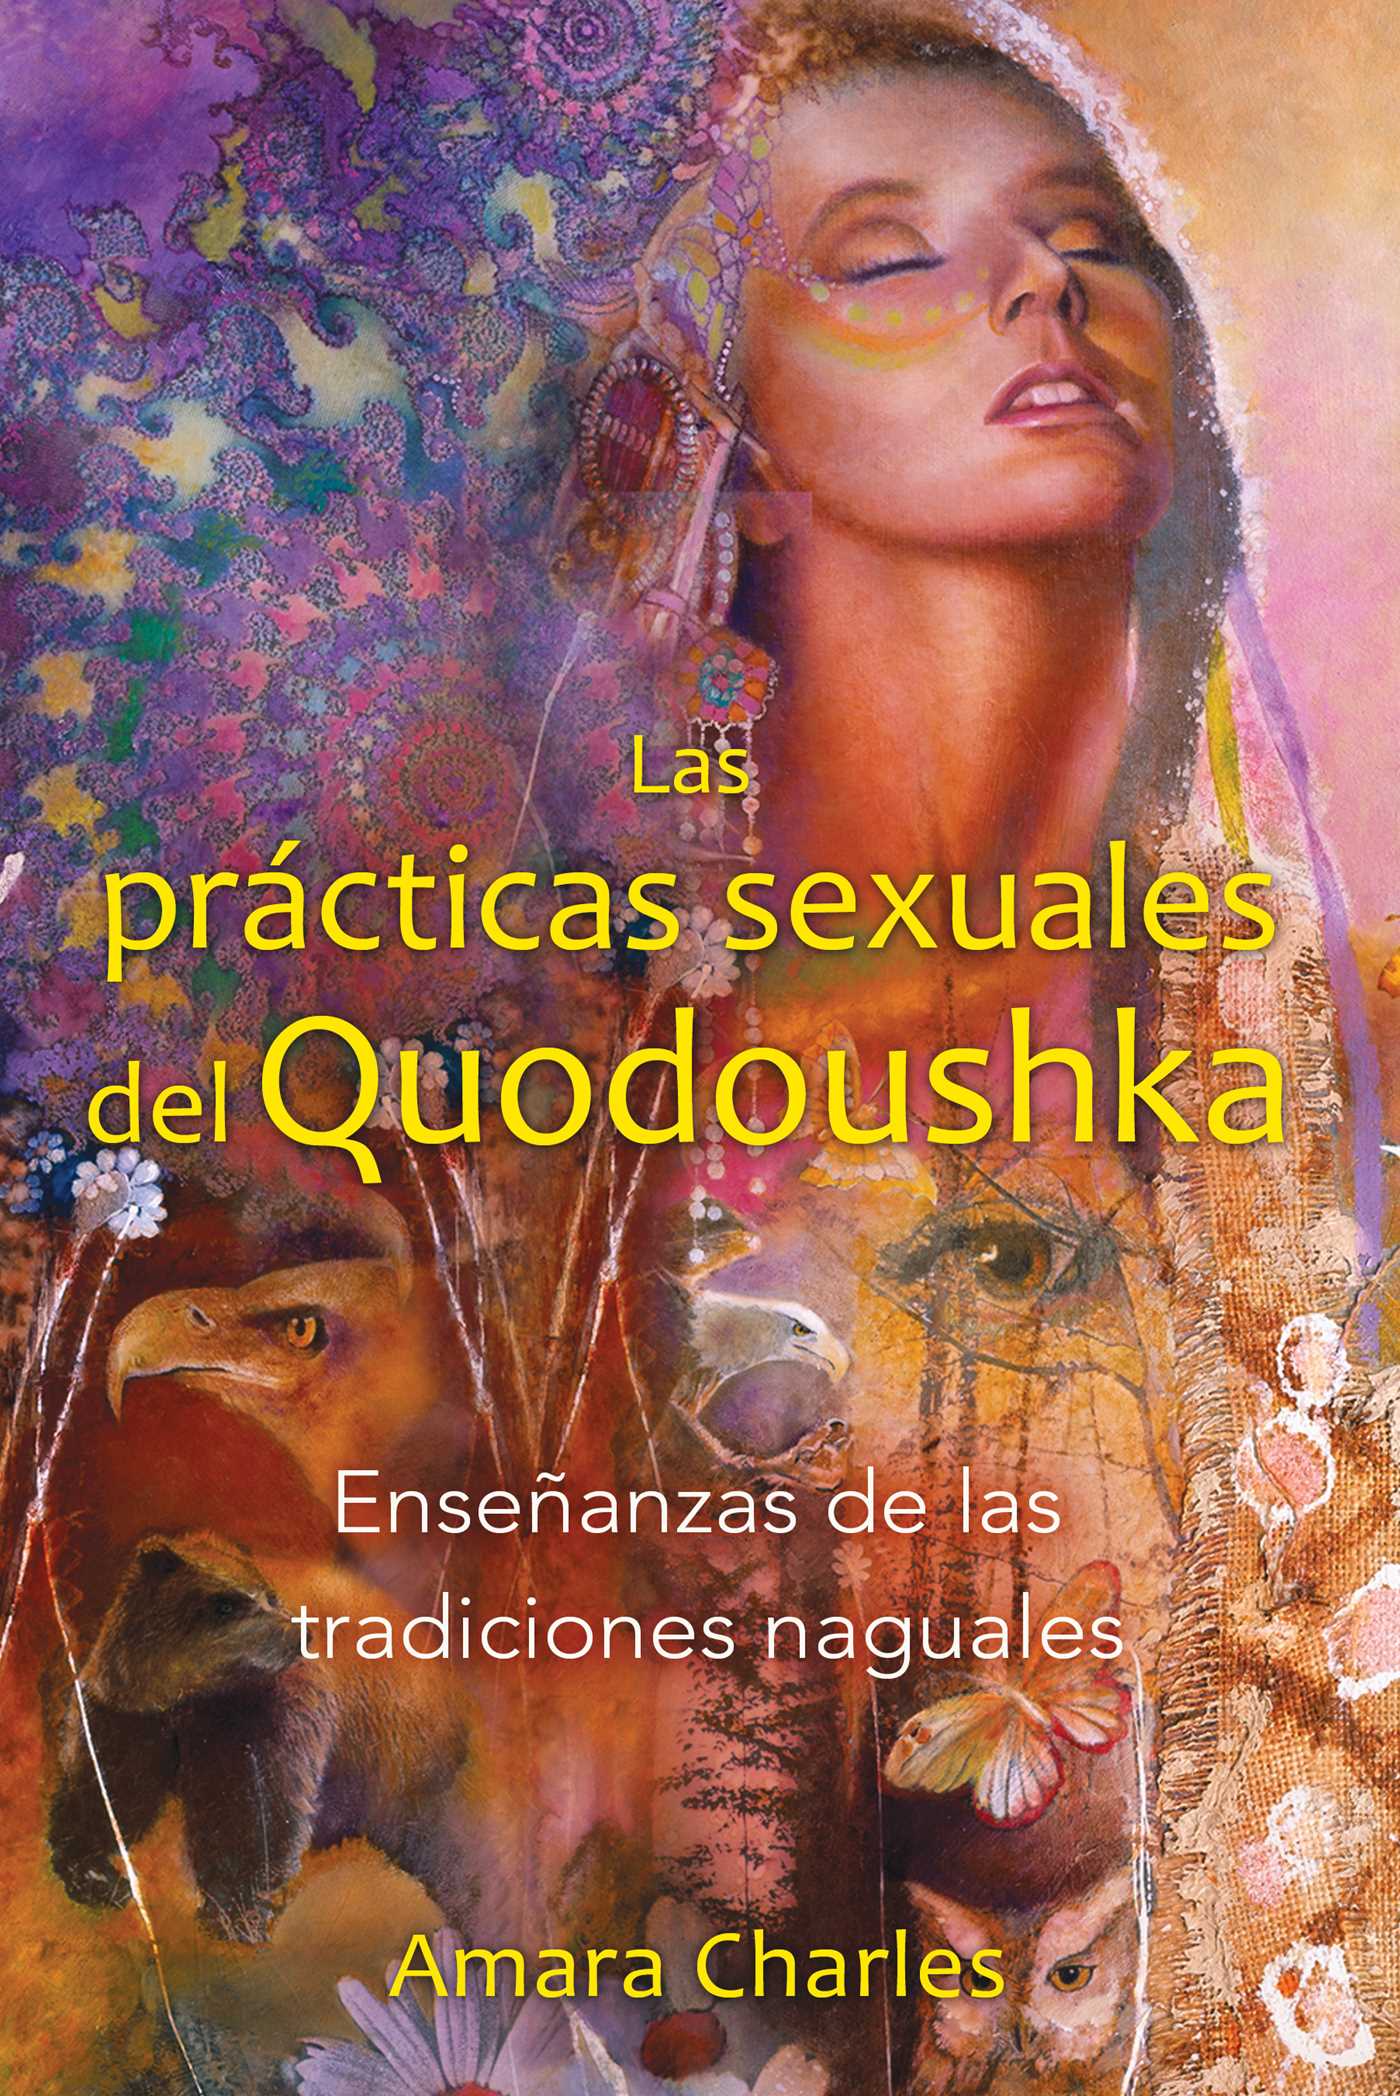 Las
prácticas sexuales
del Quodoushka
Enseñanzas de las
tradiciones naguales
Amara Charles